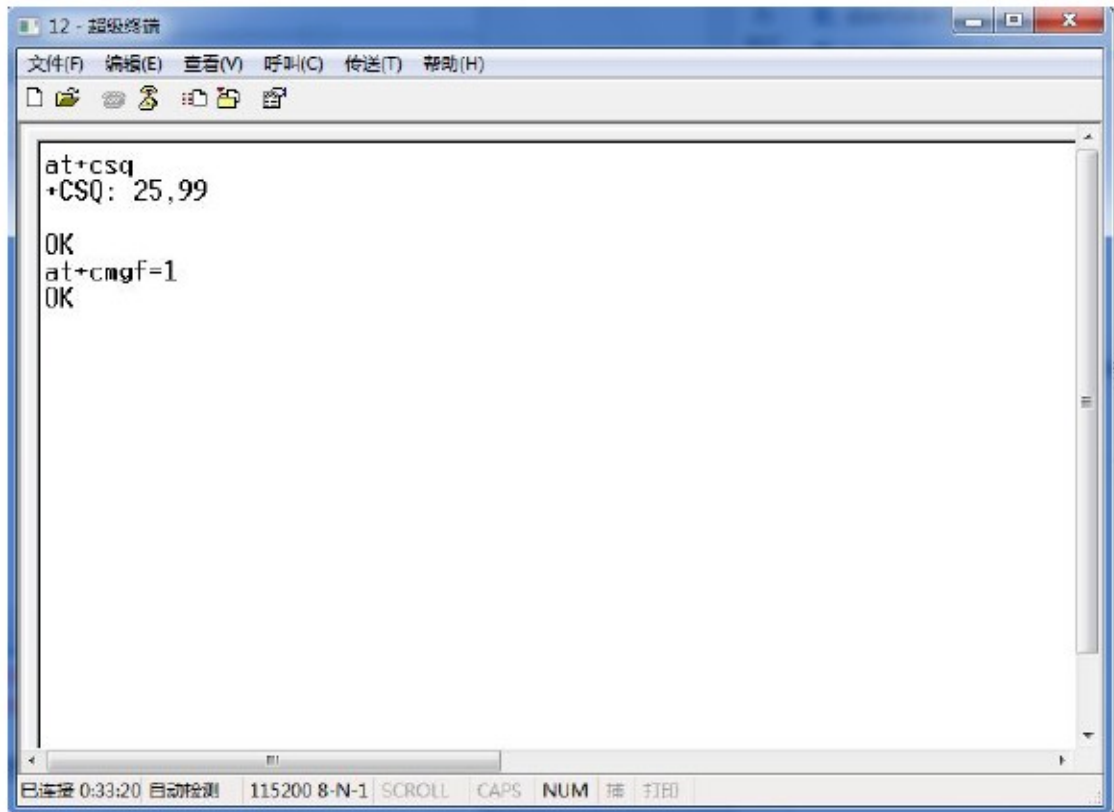 12 - 超级终端
文件(F) 编辑(E) 查看(V) 呼叫(C) 传送(T) 帮助(H)
at+csq
+CSQ: 25,99
OK
at+cmgf=1
OK
已连接 0:33:20 自动检测 115200 8-N-1 SCROLL CAPS NUM 捕 打印